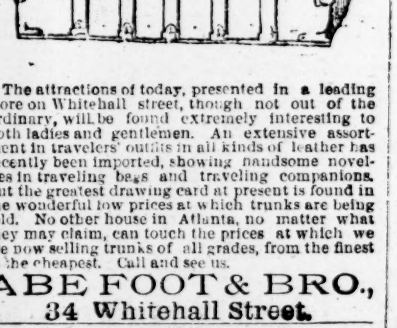 The attractions of today, presented in a leading
ore on Whitehall street, though not out of the
rdinary, will be found extremely interesting to
oth ladies and gentlemen. An extensive assort-
ent in travelers' outfits in all kinds of leather has
cently been imported, showing handsome novel-
es in traveling bags and traveling companions.
ut the greatest drawing card at present is found in
e wonderful low prices at which trunks are being
ld. No other house in Atlanta, no matter what
ey may claim, can touch the prices at which we
e now selling trunks of all grades, from the finest
the cheapest. Call and see us.
ABE FOOT & BRO.,
34 Whitehall Street.